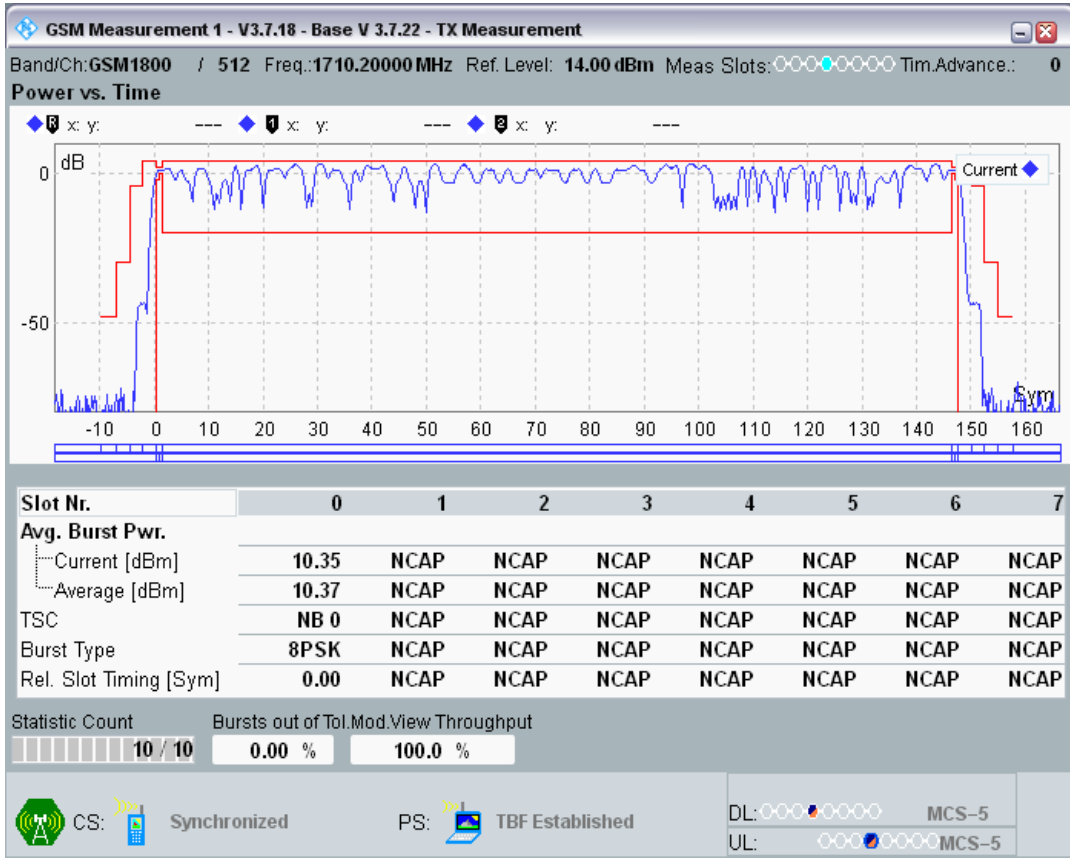 GSM Measurement 1 - V3.7.18 - Base V 3.7.22 - TX Measurement
Band/Ch:GSM1800 / 512 Freq.:1710.20000 MHz Ref. Level: 14.00 dBm Meas Slots: Tim.Advance.: 0
Power vs. Time
R x: y: --- 1 x: y: --- 2 x: y: ---
dB
Current
0
-50
Sym
-10 0 10 20 30 40 50 60 70 80 90 100 110 120 130 140 150 160
Slot Nr. 0 1 2 3 4 5 6 7
Avg. Burst Pwr.
Current [dBm] 10.35 NCAP NCAP NCAP NCAP NCAP NCAP NCAP
Average [dBm] 10.37 NCAP NCAP NCAP NCAP NCAP NCAP NCAP
TSC NB 0 NCAP NCAP NCAP NCAP NCAP NCAP NCAP
Burst Type 8PSK NCAP NCAP NCAP NCAP NCAP NCAP NCAP
Rel. Slot Timing [Sym] 0.00 NCAP NCAP NCAP NCAP NCAP NCAP NCAP
Statistic Count Bursts out of Tol.Mod.View Throughput
10 / 10 0.00 % 100.0 %
CS: Synchronized PS: TBF Established DL: MCS-5
UL: MCS-5